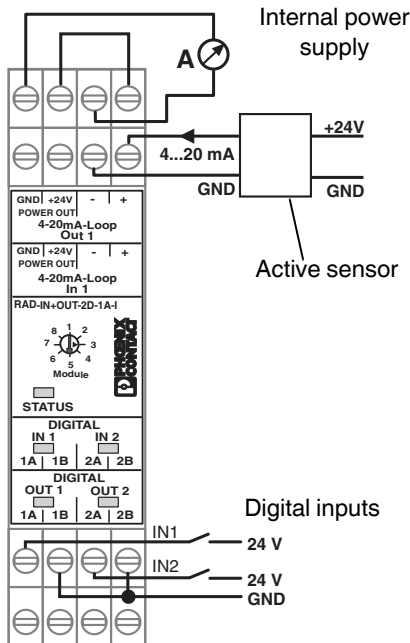 Internal power
supply
A
+24V
4...20 mA
GND
GND
Active sensor
GND +24V - +
POWER OUT
4-20mA-Loop
Out 1
GND +24V - +
POWER OUT
4-20mA-Loop
In 1
RAD-IN+OUT-2D-1A-I
1
2
3
4
5
6
7
8
Module
PHOENIX
CONTACT
STATUS
DIGITAL
IN 1 IN 2
1A 1B 2A 2B
DIGITAL
OUT 1 OUT 2
1A 1B 2A 2B
Digital inputs
IN1
24 V
IN2
24 V
GND